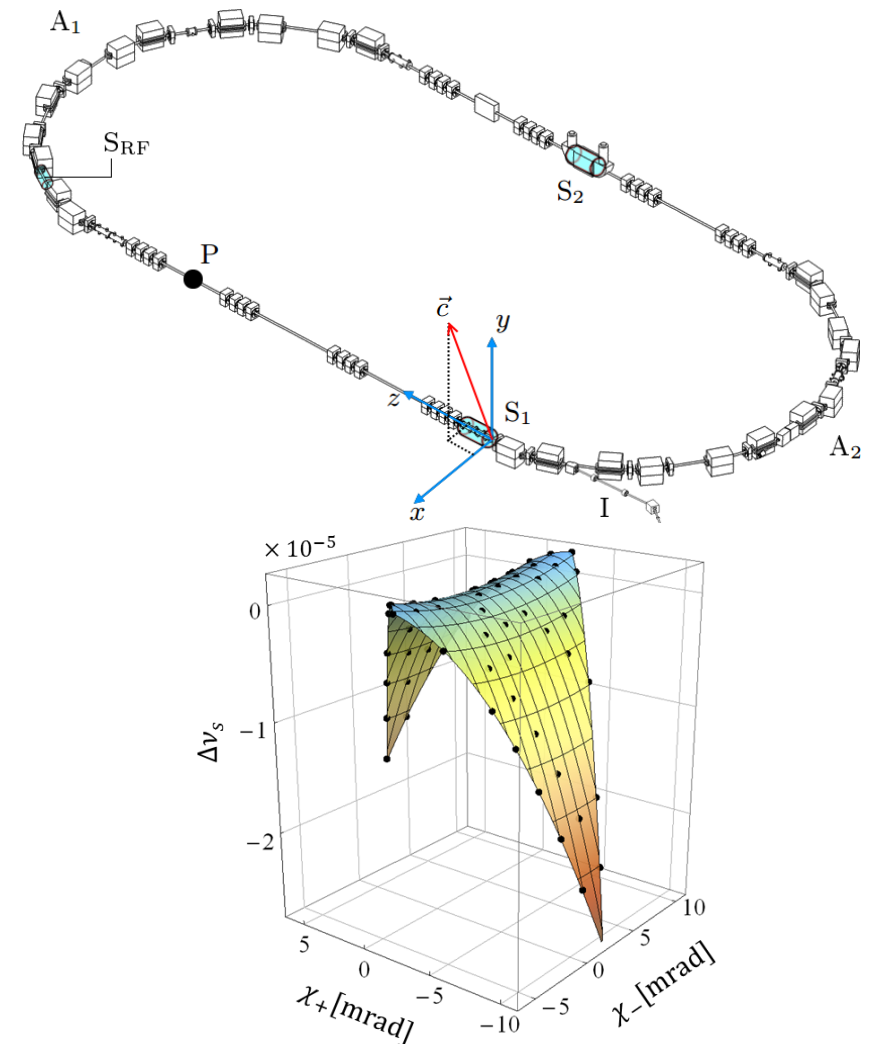 A₁
S_RF
S₂
P
c⃗
y
z
S₁
x
I
A₂
× 10⁻⁵
0
−1
−2
Δν_s
5
0
−5
−10
χ₊[mrad]
10
5
0
−5
χ₋[mrad]